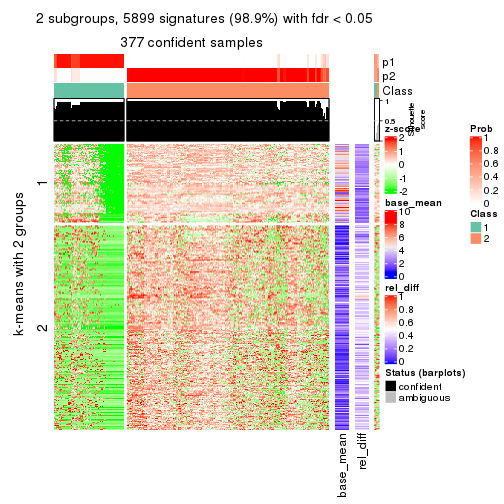 2 subgroups, 5899 signatures (98.9%) with fdr < 0.05
377 confident samples
p1
p2
Class
1
0.5
0
Silhouette
score
k-means with 2 groups
1
2
base_mean
rel_diff
z-score
2
1
0
-1
-2
base_mean
10
8
6
4
2
0
rel_diff
1
0.8
0.6
0.4
0.2
0
Status (barplots)
confident
ambiguous
Prob
1
0.8
0.6
0.4
0.2
0
Class
1
2